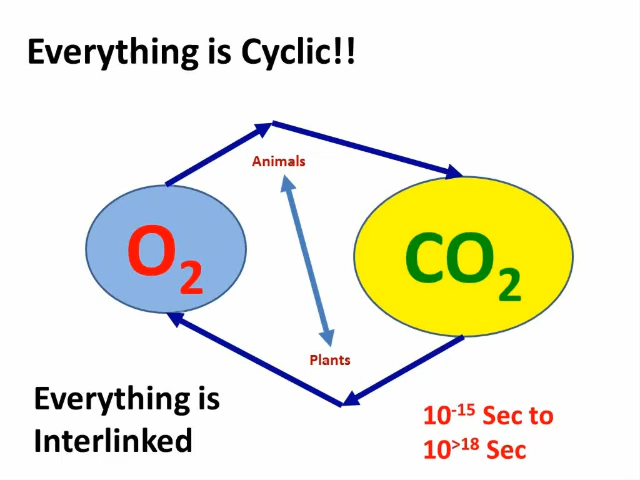 Everything is Cyclic!!
Animals
O₂
CO₂
Plants
Everything is
Interlinked
10⁻¹⁵ Sec to
10^>18 Sec